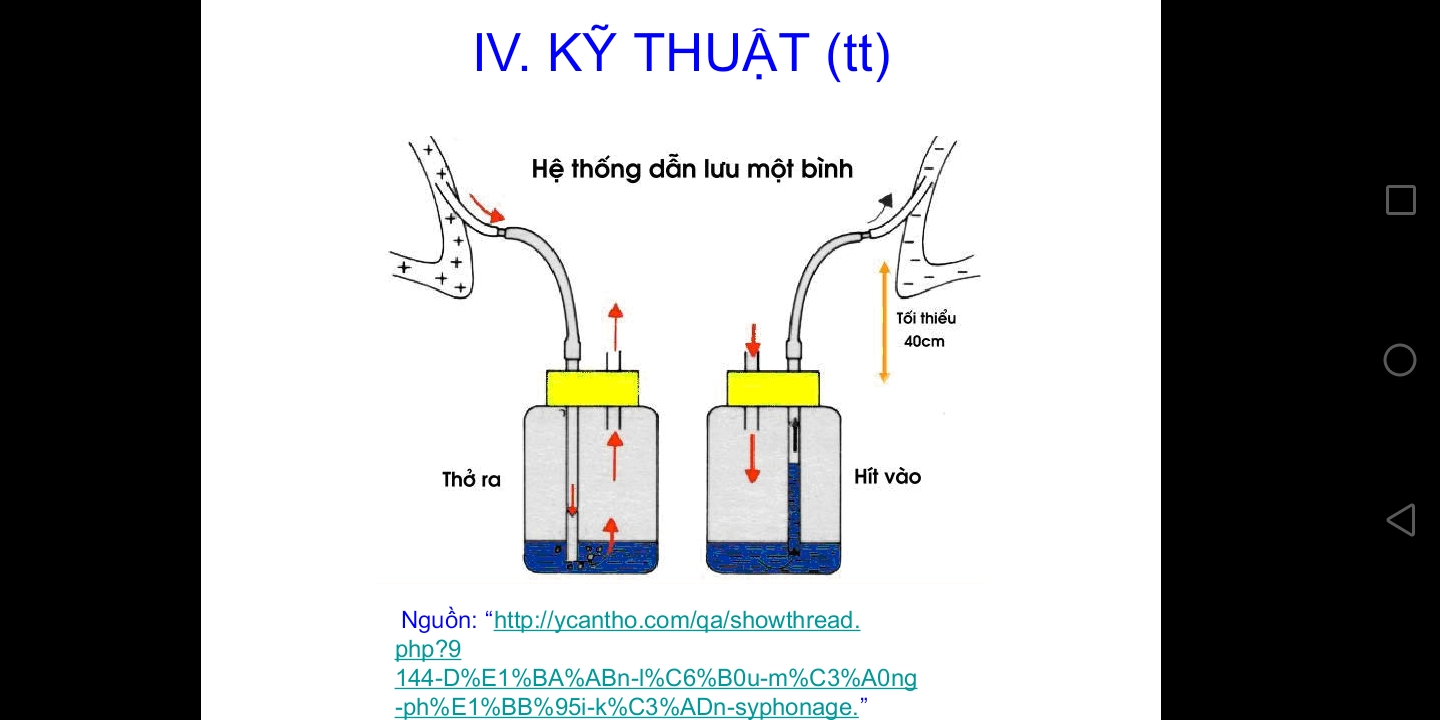 IV. KỸ THUẬT (tt)
Hệ thống dẫn lưu một bình
Tối thiểu
40cm
Thở ra
Hít vào
Nguồn: “http://ycantho.com/qa/showthread.
php?9
144-D%E1%BA%ABn-l%C6%B0u-m%C3%A0ng
-ph%E1%BB%95i-k%C3%ADn-syphonage.”